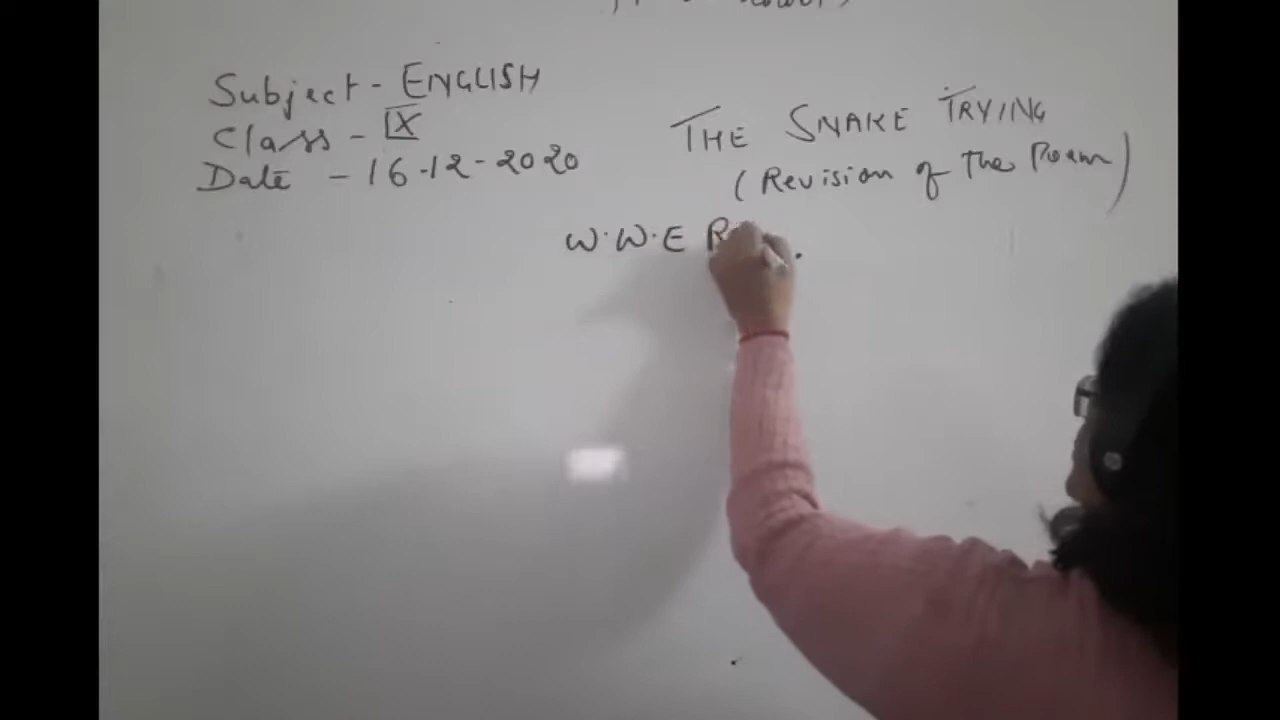 Subject - ENGLISH
Class - IX
Date - 16-12-2020
THE SNAKE TRYING
(Revision of the Poem)
W.W.E R